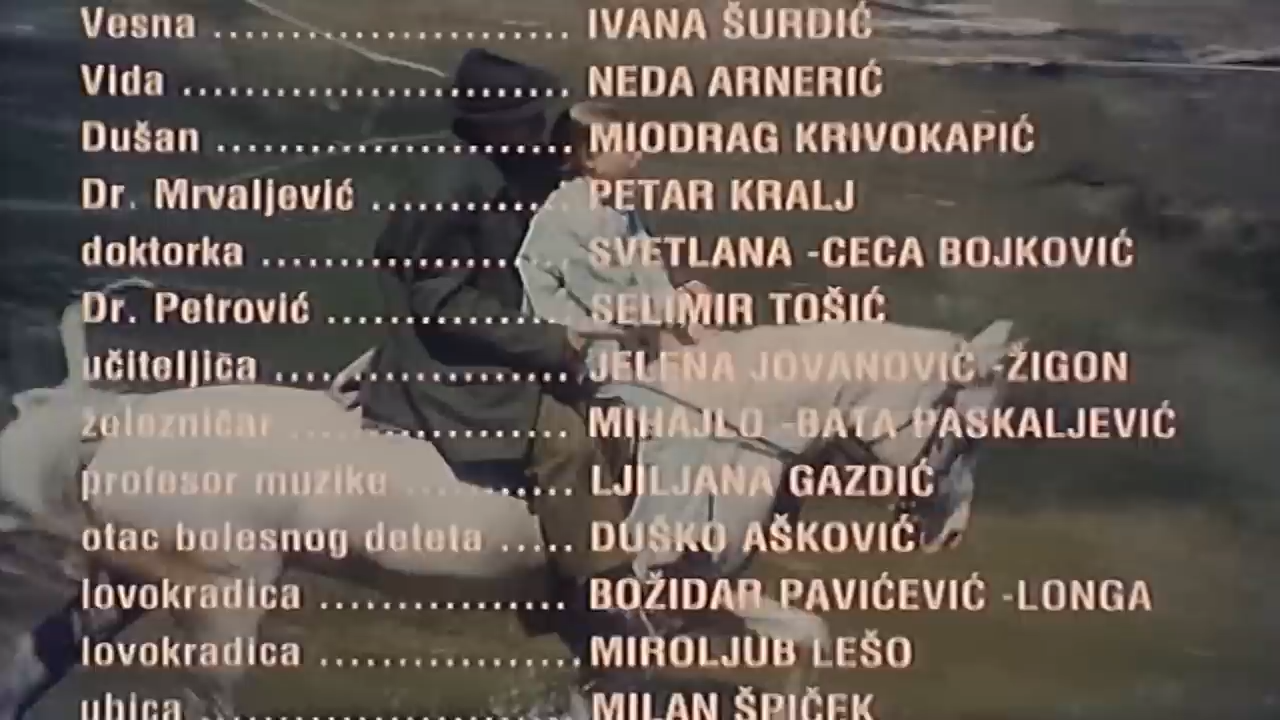 Vesna ....................... IVANA ŠURDIĆ
Vida ......................... NEDA ARNERIĆ
Dušan ....................... MIODRAG KRIVOKAPIĆ
Dr. Mrvaljević ............. PETAR KRALJ
doktorka .................... SVETLANA -CECA BOJKOVIĆ
Dr. Petrović ................ SELIMIR TOŠIĆ
učiteljica ................... JELENA JOVANOVIĆ -ŽIGON
železničar .................. MIHAJLO -BATA PASKALJEVIĆ
profesor muzike ........... LJILJANA GAZDIĆ
otac bolesnog deteta ..... DUŠKO AŠKOVIĆ
lovokradica ................ BOŽIDAR PAVIĆEVIĆ -LONGA
lovokradica ................. MIROLJUB LEŠO
ubica ........................ MILAN ŠPIČEK